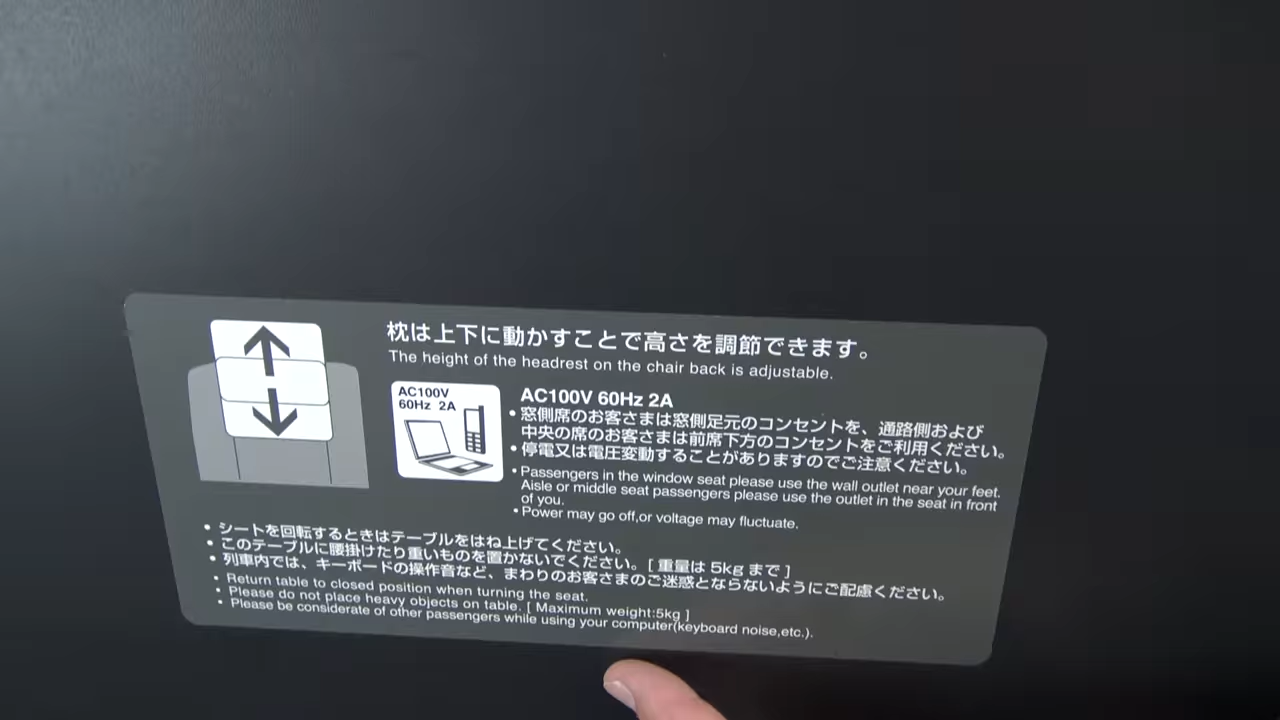 枕は上下に動かすことで高さを調節できます。
The height of the headrest on the chair back is adjustable.
AC100V
60Hz 2A
AC100V 60Hz 2A
•窓側席のお客さまは窓側足元のコンセントを、通路側および
中央の席のお客さまは前席下方のコンセントをご利用ください。
•停電又は電圧変動することがありますのでご注意ください。
•Passengers in the window seat please use the wall outlet near your feet.
Aisle or middle seat passengers please use the outlet in the seat in front
of you.
•Power may go off,or voltage may fluctuate.
• シートを回転するときはテーブルをはね上げてください。
• このテーブルに腰掛けたり重いものを置かないでください。[ 重量は 5kg まで ]
• 列車内では、キーボードの操作音など、まわりのお客さまのご迷惑とならないようにご配慮ください。
• Return table to closed position when turning the seat.
• Please do not place heavy objects on table. [ Maximum weight:5kg ]
• Please be considerate of other passengers while using your computer(keyboard noise,etc.).